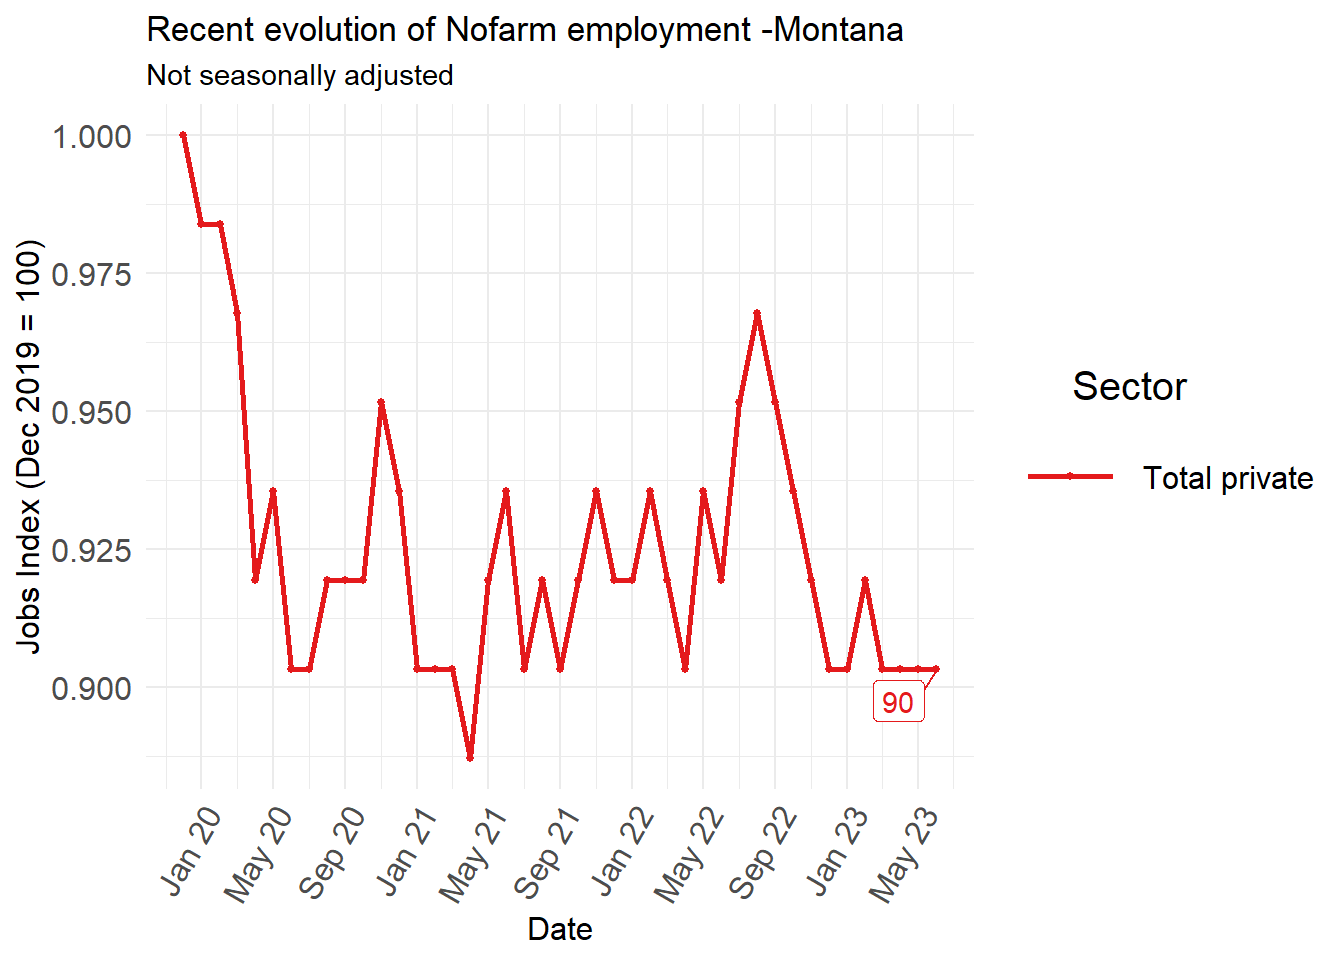 Recent evolution of Nofarm employment -Montana
Not seasonally adjusted
Jobs Index (Dec 2019 = 100)
1.000
0.975
0.950
0.925
0.900
90
Jan 20
May 20
Sep 20
Jan 21
May 21
Sep 21
Jan 22
May 22
Sep 22
Jan 23
May 23
Date
Sector
Total private